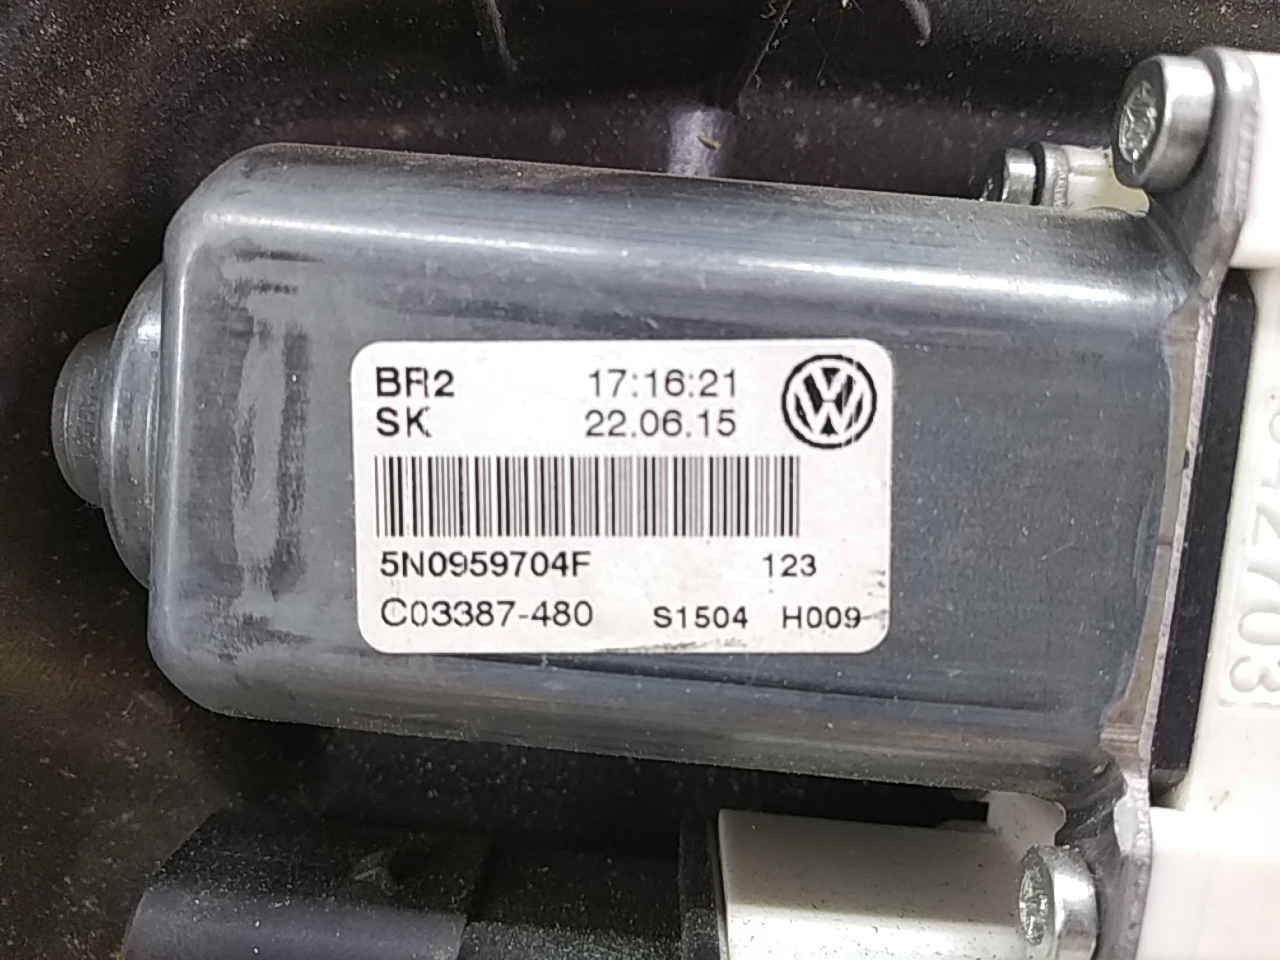 BR2 17:16:21
SK 22.06.15
5N0959704F 123
C03387-480 S1504 H009